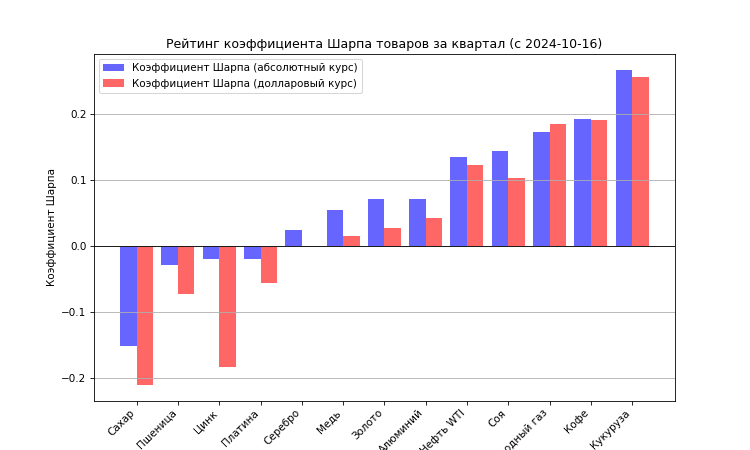 Рейтинг коэффициента Шарпа товаров за квартал (с 2024-10-16)
Коэффициент Шарпа (абсолютный курс)
Коэффициент Шарпа (долларовый курс)
Коэффициент Шарпа
0.2
0.1
0.0
−0.1
−0.2
Сахар
Пшеница
Цинк
Платина
Серебро
Медь
Золото
Алюминий
Нефть WTI
Соя
одный газ
Кофе
Кукуруза